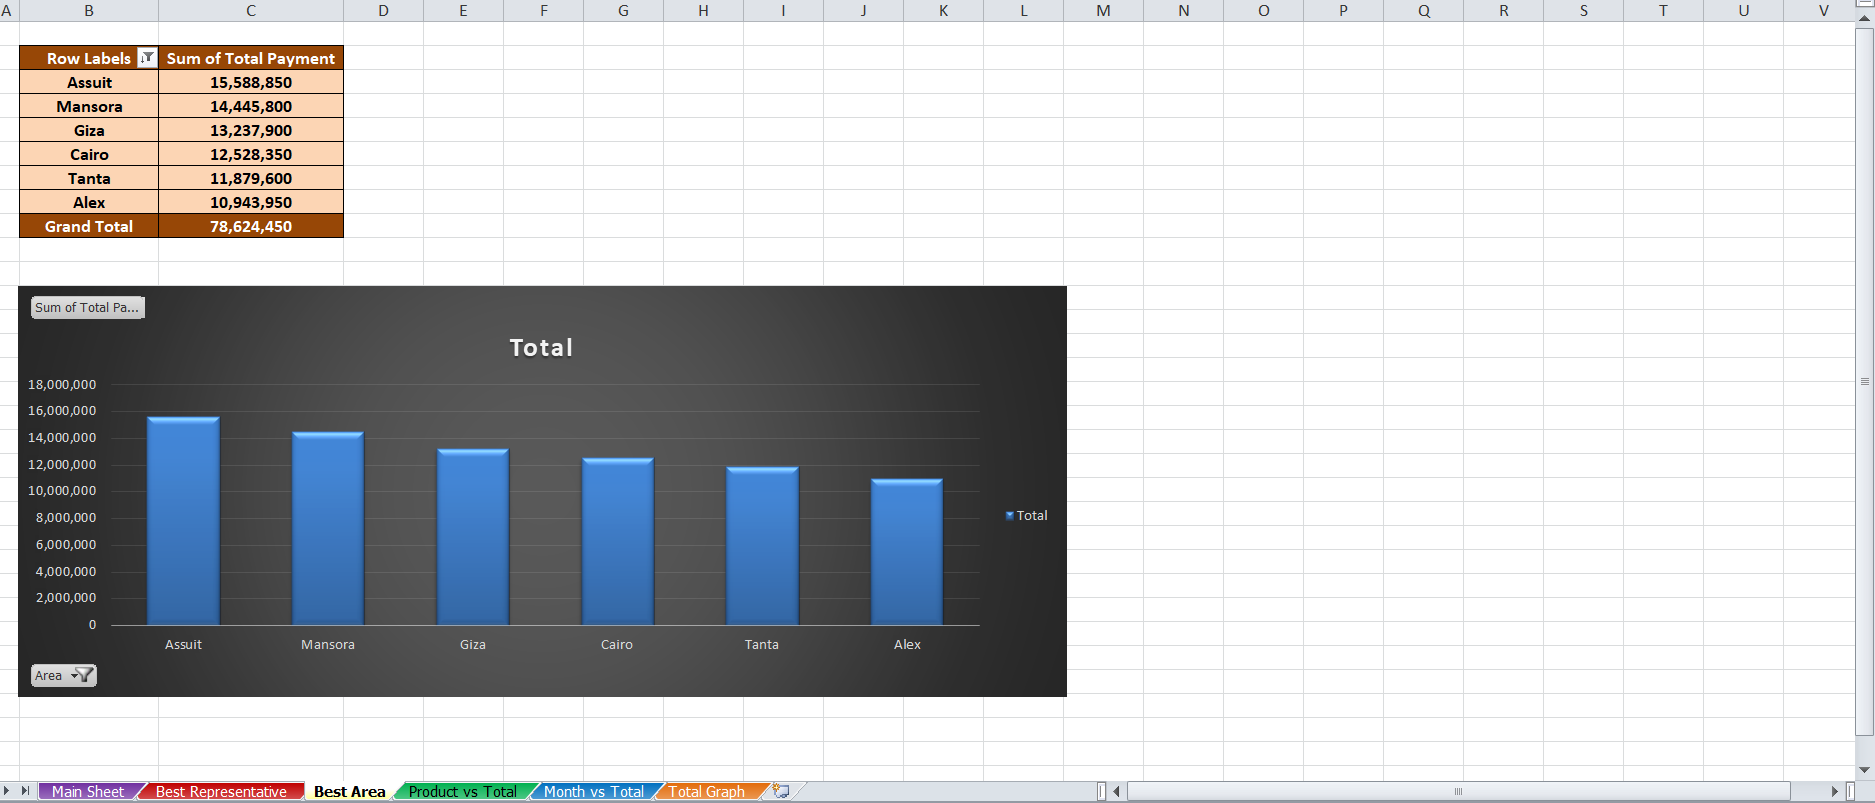 A B C D E F G H I J K L M N O P Q R S T U V
Row Labels Sum of Total Payment
Assuit 15,588,850
Mansora 14,445,800
Giza 13,237,900
Cairo 12,528,350
Tanta 11,879,600
Alex 10,943,950
Grand Total 78,624,450
Sum of Total Pa...
Total
18,000,000
16,000,000
14,000,000
12,000,000
10,000,000
8,000,000
6,000,000
4,000,000
2,000,000
0
Total
Assuit Mansora Giza Cairo Tanta Alex
Area
Main Sheet Best Representative Best Area Product vs Total Month vs Total Total Graph